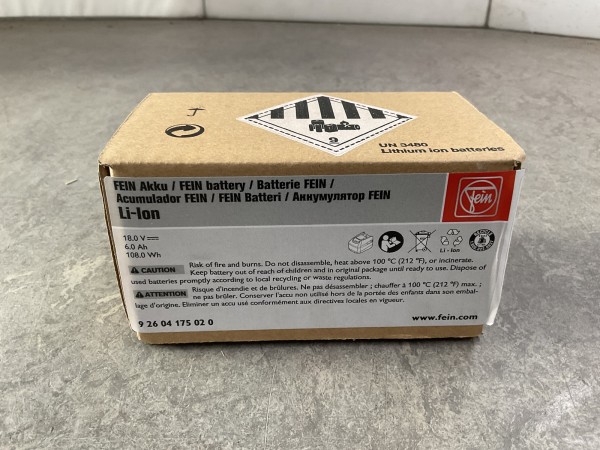 9
UN 3480
Lithium ion batteries
FEIN Akku / FEIN battery / Batterie FEIN /
Acumulador FEIN / FEIN Batteri / Аккумулятор FEIN
Li-Ion
fein
18.0 V
6.0 Ah
108.0 Wh
Li - Ion
CAUTION Risk of fire and burns. Do not disassemble, heat above 100 °C (212 °F), or incinerate.
Keep battery out of reach of children and in original package until ready to use. Dispose of
used batteries promptly according to local recycling or waste regulations.
ATTENTION Risque d'incendie et de brûlures. Ne pas désassembler ; chauffer à 100 °C (212 °F) max. ;
ne pas brûler. Conserver l'accu non utilisé hors de la portée des enfants dans son embal-
lage d'origine. Eliminer un accu usé conformément aux directives locales en vigueur.
9 26 04 175 02 0
www.fein.com